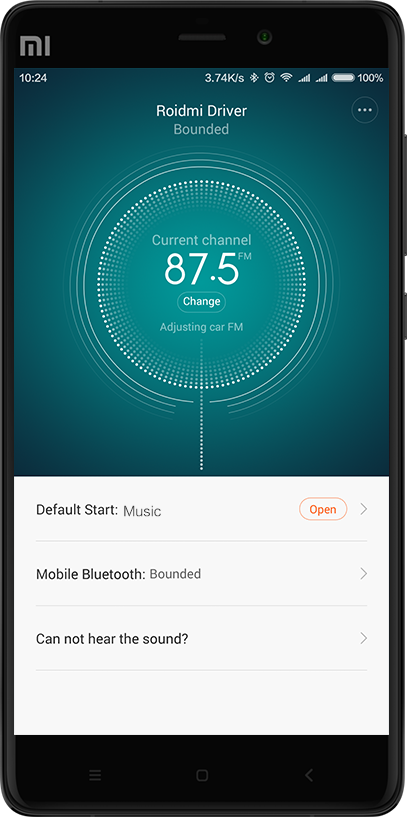 MI
10:24 3.74K/s 100%
Roidmi Driver
Bounded
Current channel
87.5 FM
Change
Adjusting car FM
Default Start: Music Open
Mobile Bluetooth: Bounded
Can not hear the sound?